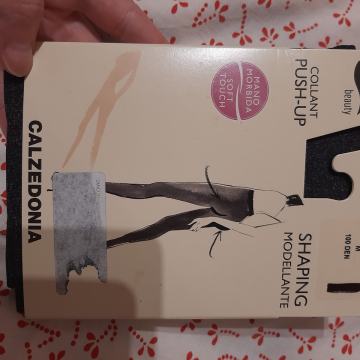 beauty
COLLANT
PUSH-UP
MANO
MORBIDA
SOFT
TOUCH
SHAPING
MODELLANTE
M
100 DEN
CALZEDONIA